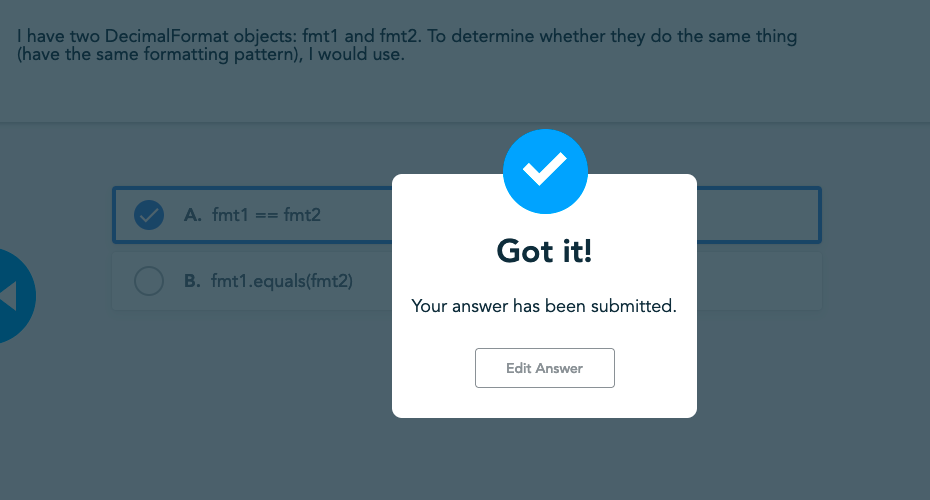 I have two DecimalFormat objects: fmt1 and fmt2. To determine whether they do the same thing
(have the same formatting pattern), I would use.
A. fmt1 == fmt2
B. fmt1.equals(fmt2)
Got it!
Your answer has been submitted.
Edit Answer